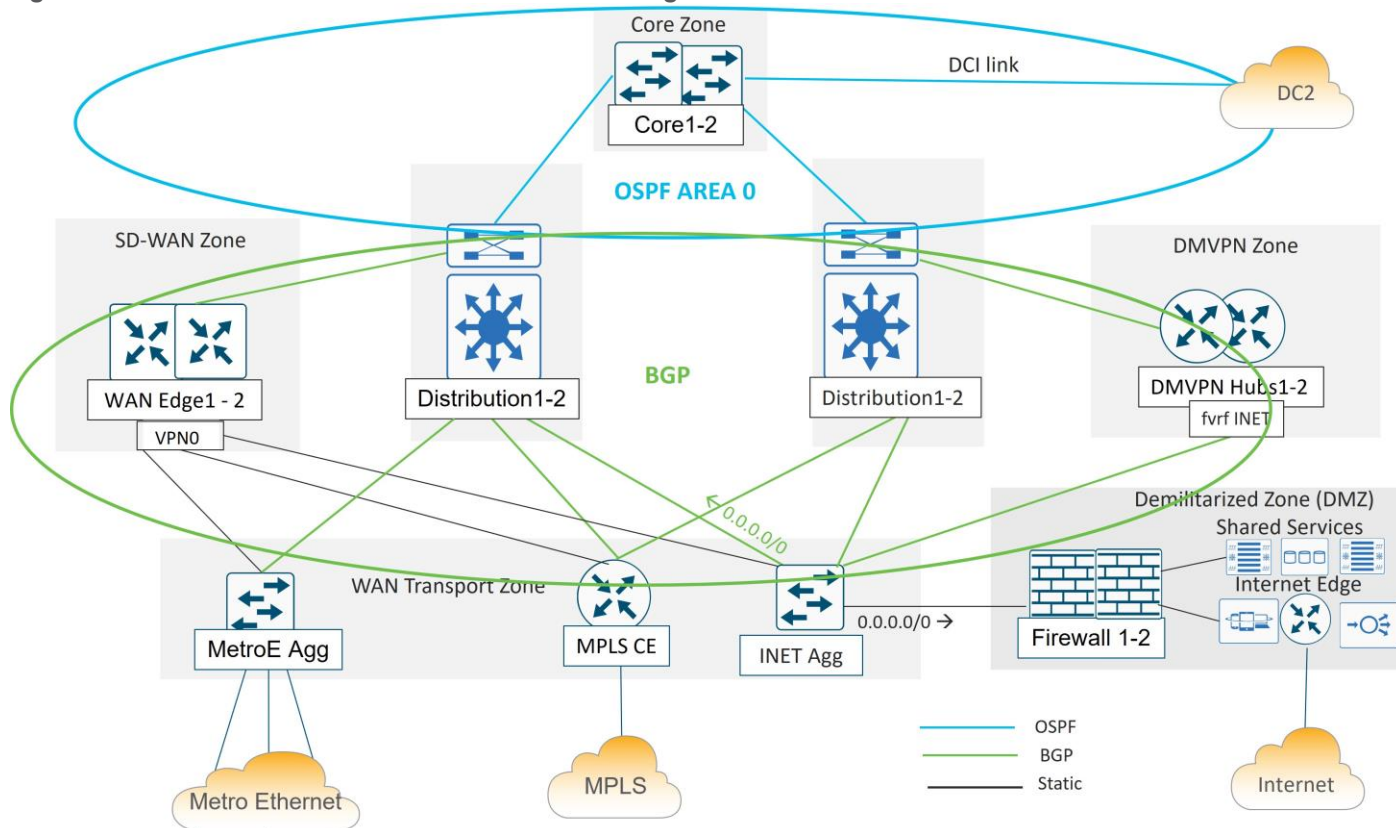 Core Zone
DCI link
DC2
Core1-2
OSPF AREA 0
SD-WAN Zone
DMVPN Zone
BGP
WAN Edge1 - 2
Distribution1-2
Distribution1-2
DMVPN Hubs1-2
VPN0
fvrf INET
← 0.0.0.0/0
Demilitarized Zone (DMZ)
Shared Services
WAN Transport Zone
Internet Edge
0.0.0.0/0 →
MetroE Agg
MPLS CE
INET Agg
Firewall 1-2
OSPF
BGP
Static
Metro Ethernet
MPLS
Internet